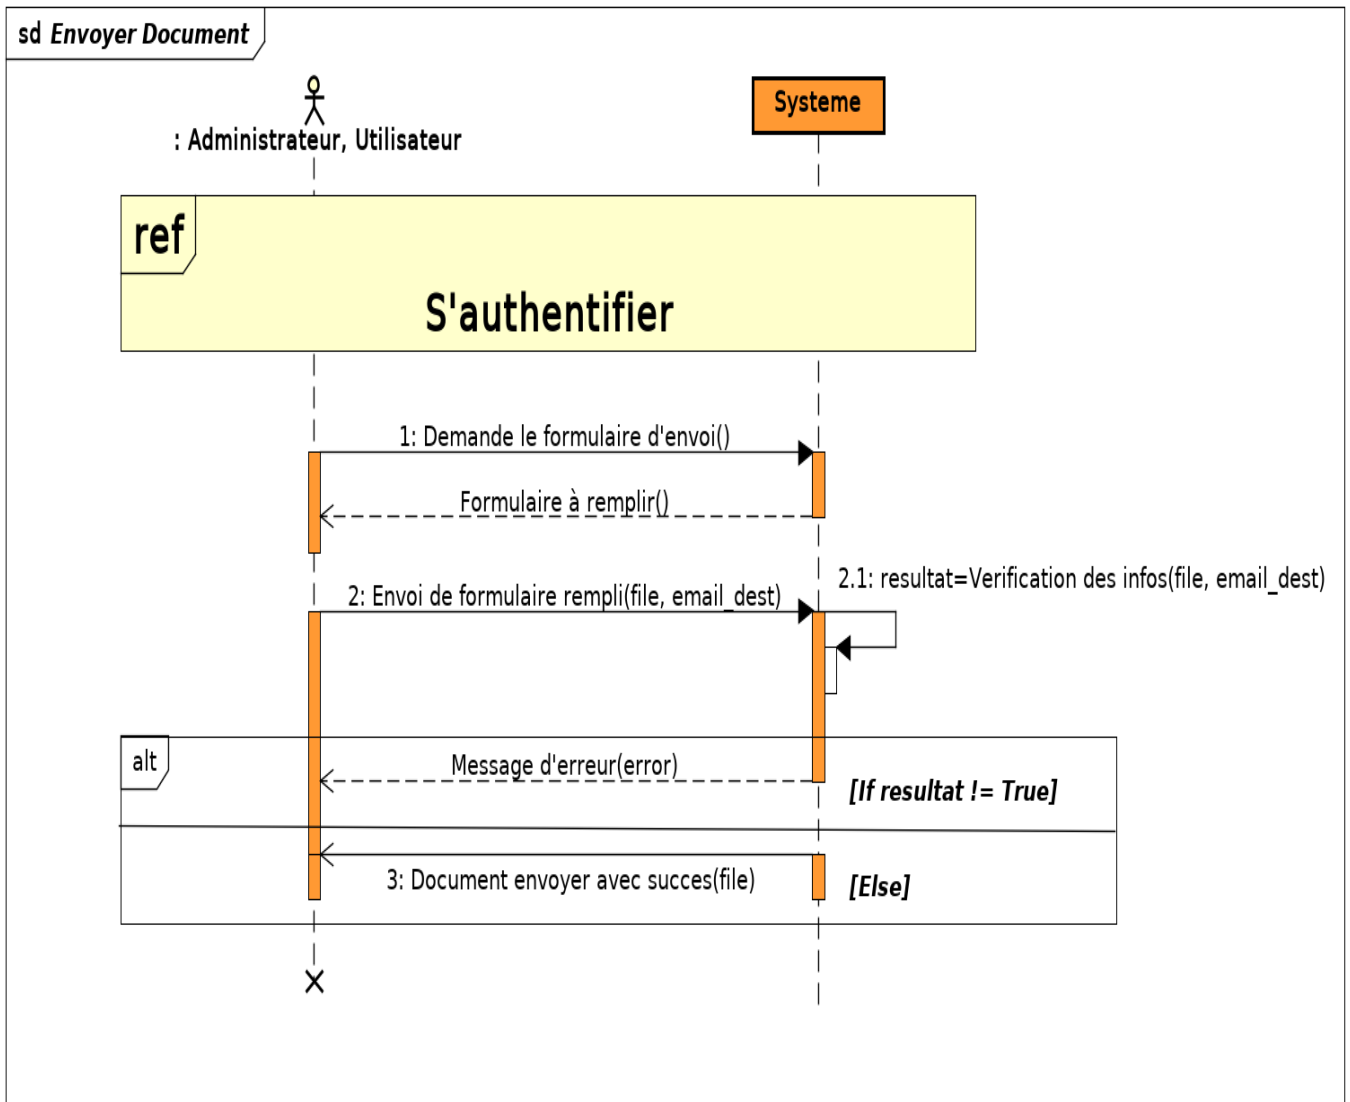 sd Envoyer Document
Systeme
: Administrateur, Utilisateur
ref
S'authentifier
1: Demande le formulaire d'envoi()
Formulaire à remplir()
2.1: resultat=Verification des infos(file, email_dest)
2: Envoi de formulaire rempli(file, email_dest)
alt
Message d'erreur(error)
[If resultat != True]
3: Document envoyer avec succes(file)
[Else]